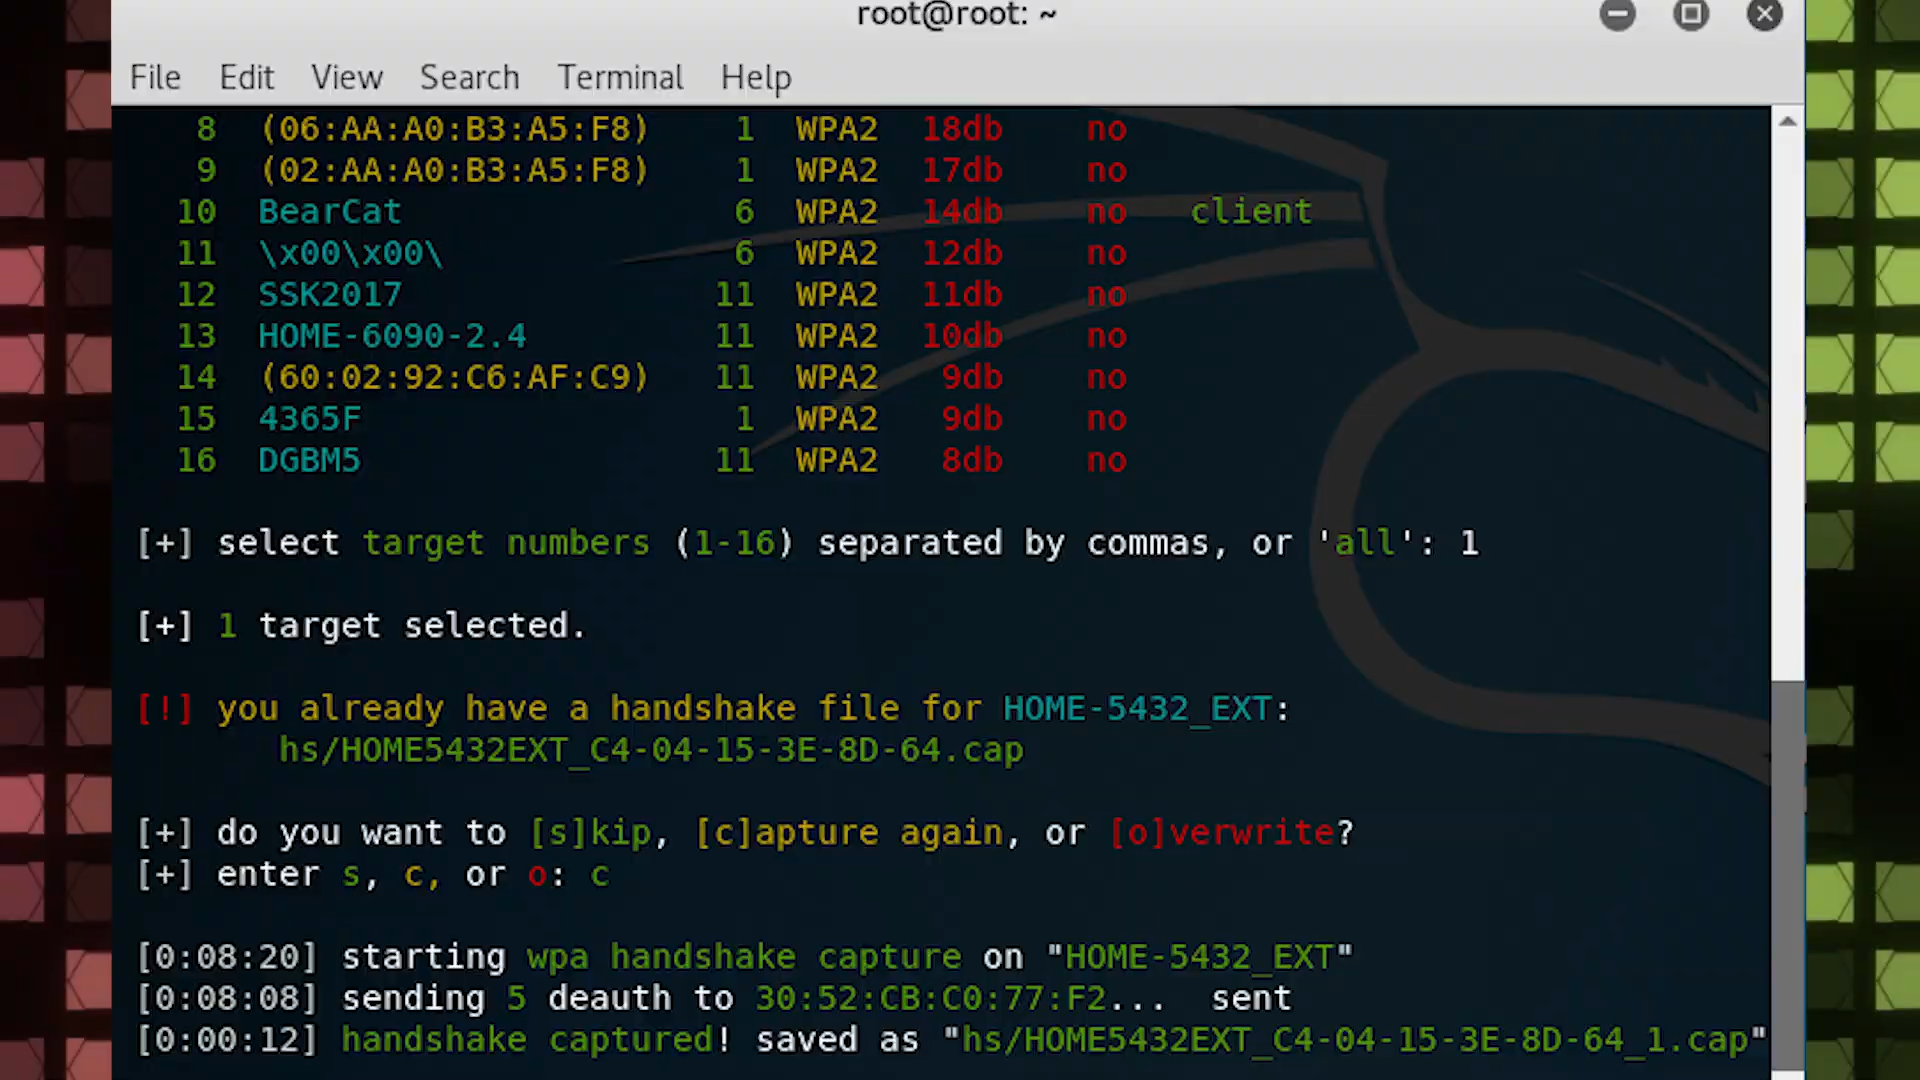 root@root: ~
File Edit View Search Terminal Help
8 (06:AA:A0:B3:A5:F8) 1 WPA2 18db no
9 (02:AA:A0:B3:A5:F8) 1 WPA2 17db no
10 BearCat 6 WPA2 14db no client
11 \x00\x00\ 6 WPA2 12db no
12 SSK2017 11 WPA2 11db no
13 HOME-6090-2.4 11 WPA2 10db no
14 (60:02:92:C6:AF:C9) 11 WPA2 9db no
15 4365F 1 WPA2 9db no
16 DGBM5 11 WPA2 8db no
[+] select target numbers (1-16) separated by commas, or 'all': 1
[+] 1 target selected.
[!] you already have a handshake file for HOME-5432_EXT:
hs/HOME5432EXT_C4-04-15-3E-8D-64.cap
[+] do you want to [s]kip, [c]apture again, or [o]verwrite?
[+] enter s, c, or o: c
[0:08:20] starting wpa handshake capture on "HOME-5432_EXT"
[0:08:08] sending 5 deauth to 30:52:CB:C0:77:F2... sent
[0:00:12] handshake captured! saved as "hs/HOME5432EXT_C4-04-15-3E-8D-64_1.cap"